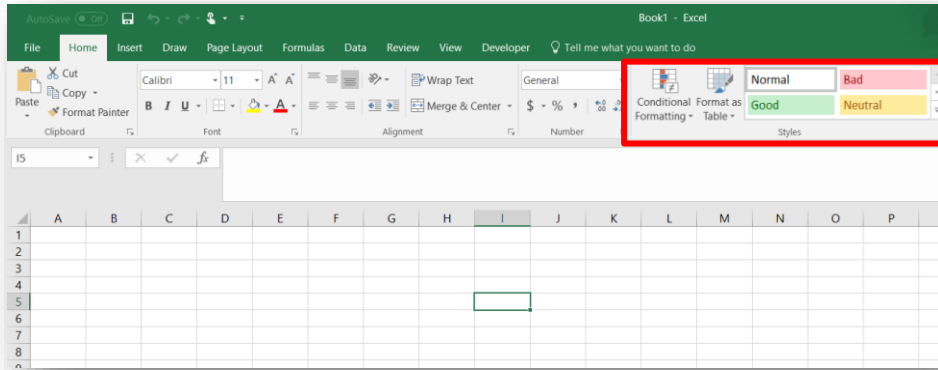 AutoSave Off Book1 - Excel
File Home Insert Draw Page Layout Formulas Data Review View Developer Tell me what you want to do
Cut
Copy
Format Painter
Paste
Clipboard
Calibri 11 A A
B I U A
Font
Wrap Text
Merge & Center
Alignment
General
$ % ,
Number
Conditional Formatting
Format as Table
Normal Bad
Good Neutral
Styles
I5 fx
A B C D E F G H I J K L M N O P
1
2
3
4
5
6
7
8